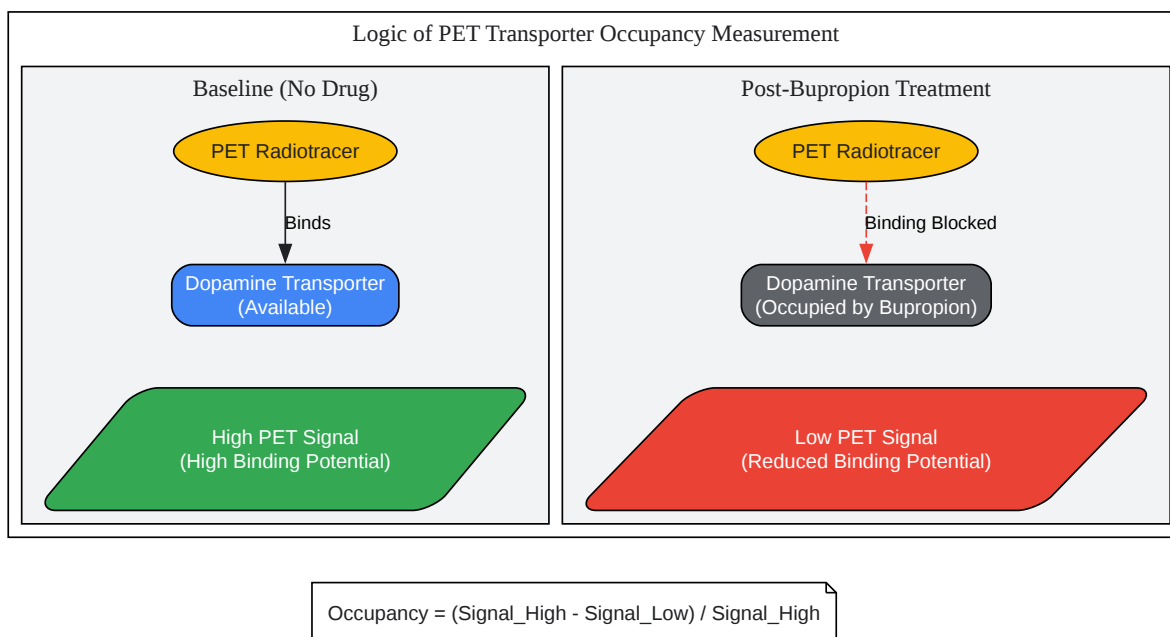 Logic of PET Transporter Occupancy Measurement
Baseline (No Drug)
PET Radiotracer
Binds
Dopamine Transporter
(Available)
High PET Signal
(High Binding Potential)
Post-Bupropion Treatment
PET Radiotracer
Binding Blocked
Dopamine Transporter
(Occupied by Bupropion)
Low PET Signal
(Reduced Binding Potential)
Occupancy = (Signal_High - Signal_Low) / Signal_High